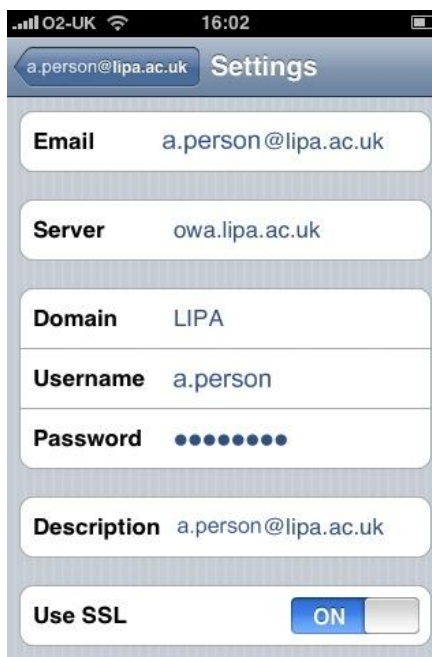 O2-UK 16:02
a.person@lipa.ac.uk Settings
Email a.person@lipa.ac.uk
Server owa.lipa.ac.uk
Domain LIPA
Username a.person
Password ●●●●●●●●
Description a.person@lipa.ac.uk
Use SSL ON